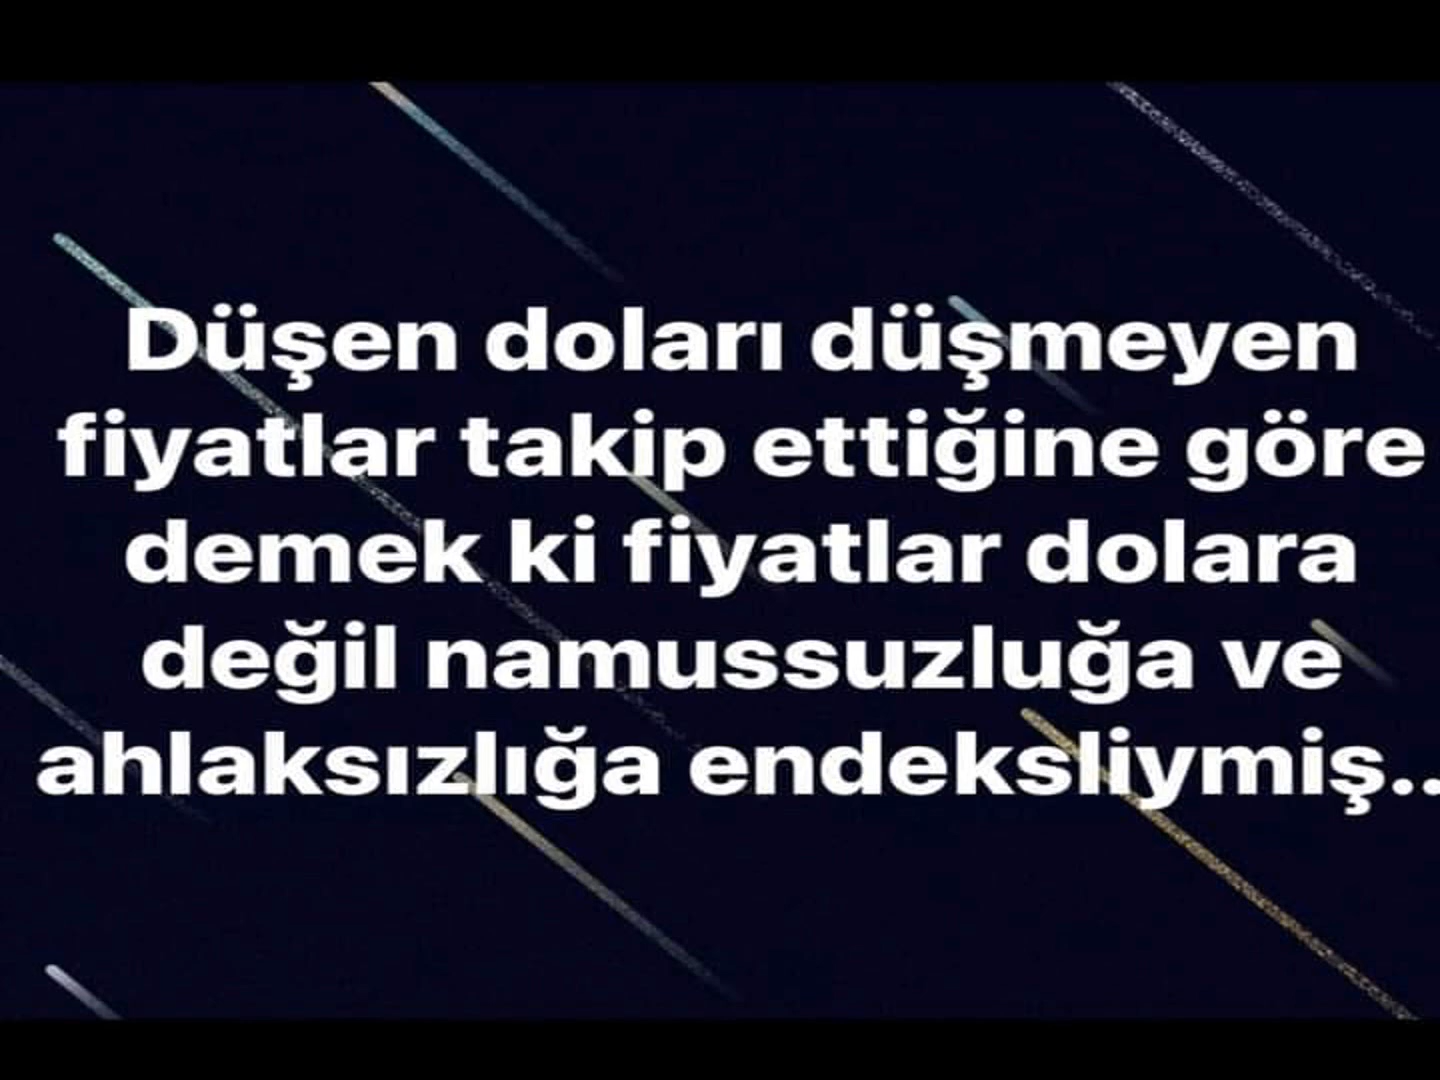 Düşen doları düşmeyen
fiyatlar takip ettiğine göre
demek ki fiyatlar dolara
değil namussuzluğa ve
ahlaksızlığa endeksliymiş..